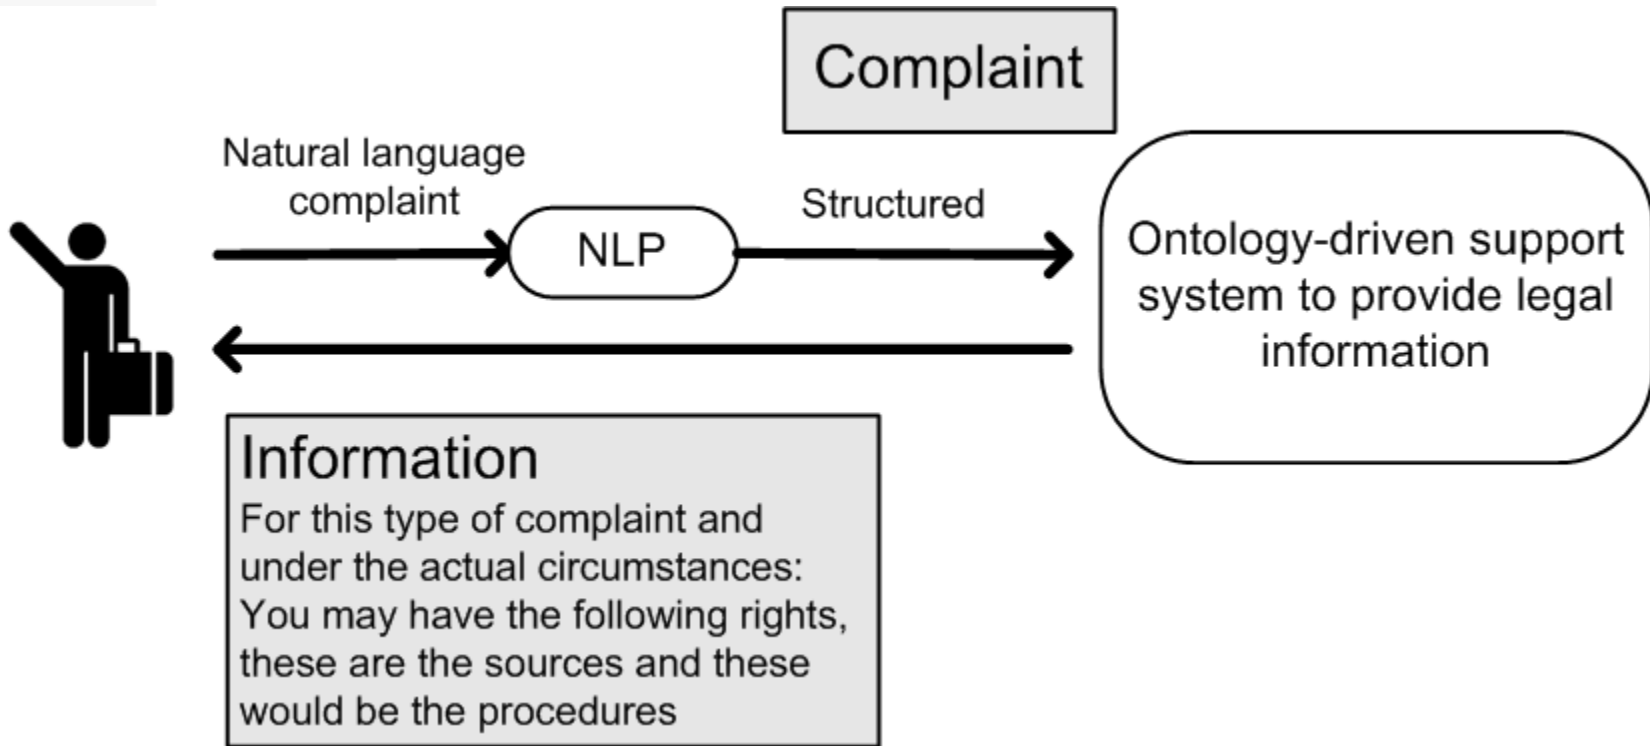 Complaint
Natural language
complaint
NLP
Structured
Ontology-driven support
system to provide legal
information
Information
For this type of complaint and
under the actual circumstances:
You may have the following rights,
these are the sources and these
would be the procedures